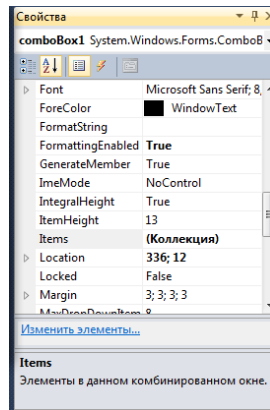 Свойства
comboBox1 System.Windows.Forms.ComboB
Font Microsoft Sans Serif; 8,
ForeColor WindowText
FormatString
FormattingEnabled True
GenerateMember True
ImeMode NoControl
IntegralHeight True
ItemHeight 13
Items (Коллекция)
Location 336; 12
Locked False
Margin 3; 3; 3; 3
MaxDropDownItem 8
Изменить элементы...
Items
Элементы в данном комбинированном окне.